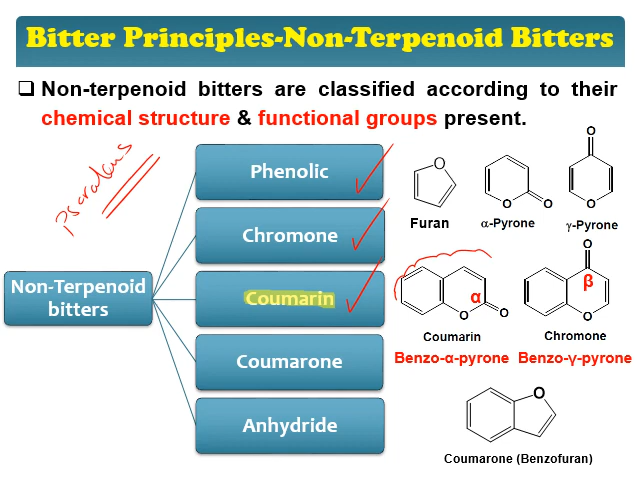 Bitter Principles-Non-Terpenoid Bitters
❑ Non-terpenoid bitters are classified according to their
chemical structure & functional groups present.
Psoralens
Non-Terpenoid
bitters
Phenolic
Chromone
Coumarin
Coumarone
Anhydride
O
Furan
O
O
α-Pyrone
O
O
γ-Pyrone
α
O
O
Coumarin
Benzo-α-pyrone
O
β
O
Chromone
Benzo-γ-pyrone
O
Coumarone (Benzofuran)